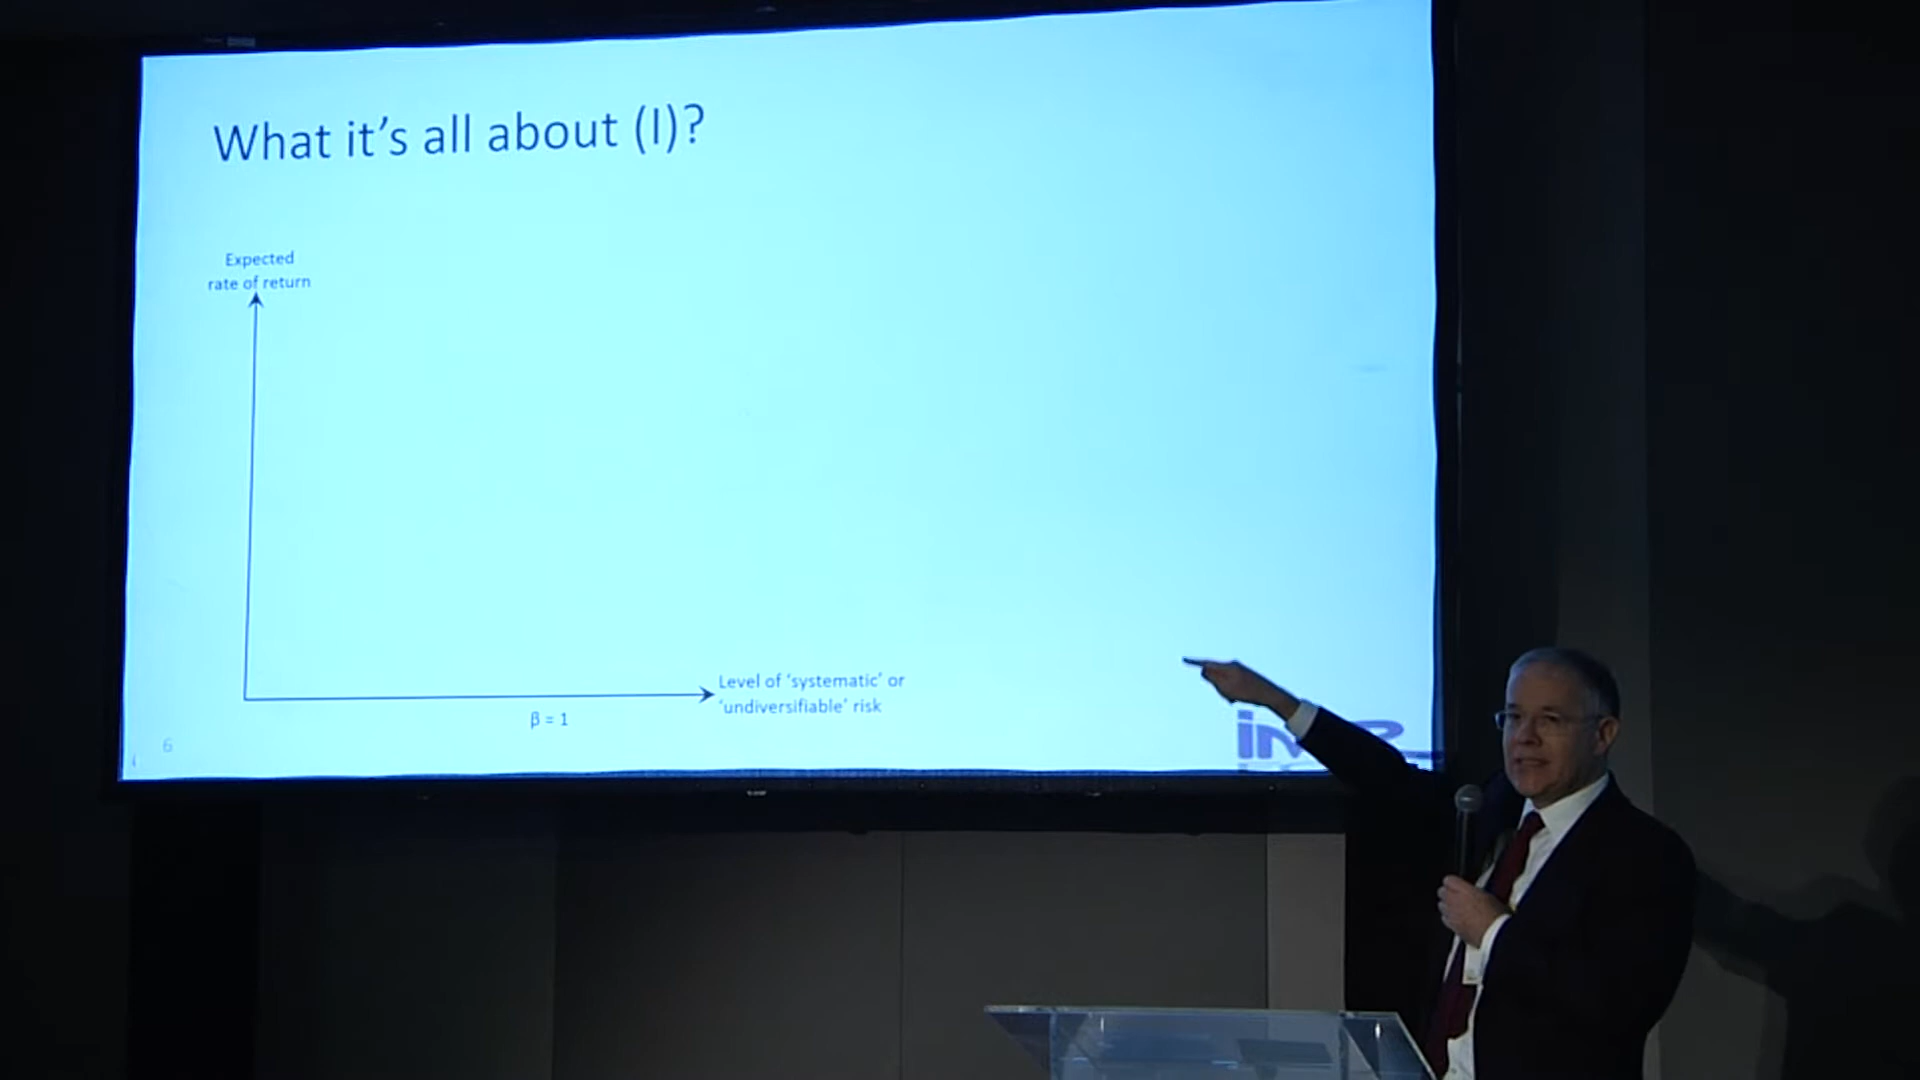 What it's all about (I)?
Expected
rate of return
Level of 'systematic' or
'undiversifiable' risk
β = 1
6